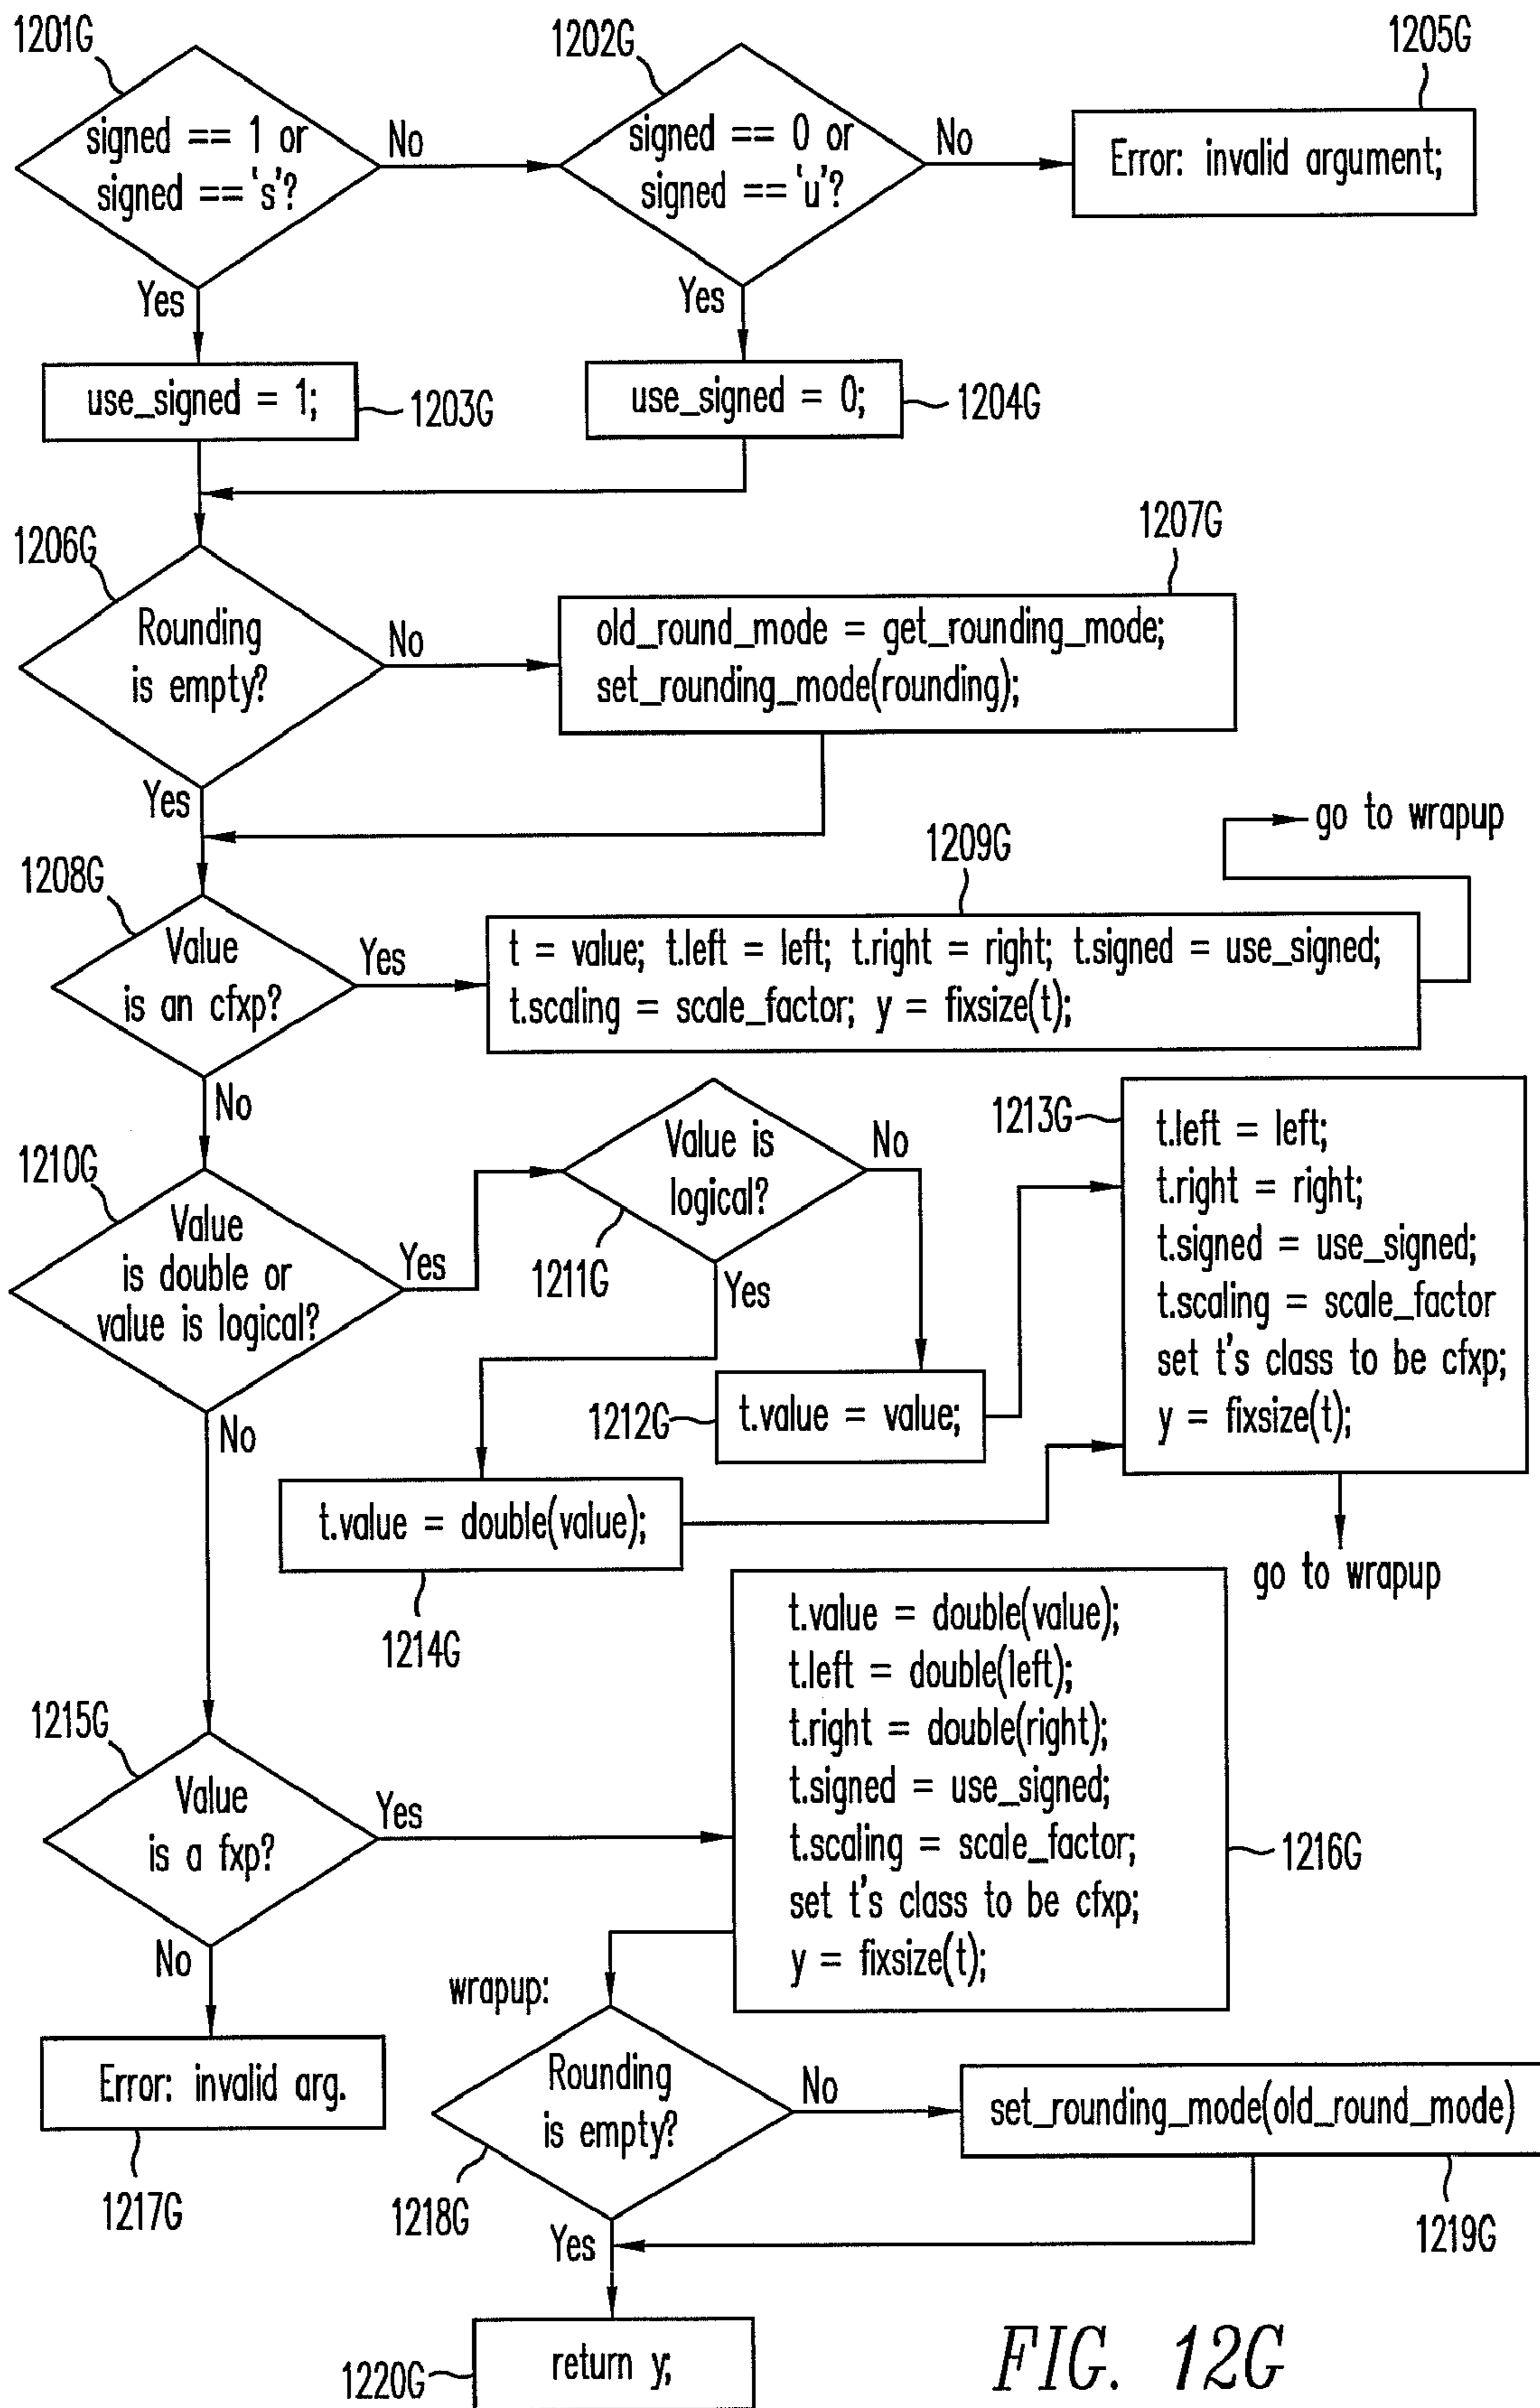 1201G
signed == 1 or
signed == 's'?
No
Yes
1202G
signed == 0 or
signed == 'u'?
No
Yes
1205G
Error: invalid argument;
use_signed = 1;
1203G
use_signed = 0;
1204G
1206G
Rounding
is empty?
No
Yes
1207G
old_round_mode = get_rounding_mode;
set_rounding_mode(rounding);
1208G
Value
is an cfxp?
Yes
No
1209G
t = value; t.left = left; t.right = right; t.signed = use_signed;
t.scaling = scale_factor; y = fixsize(t);
go to wrapup
1210G
Value
is double or
value is logical?
Yes
No
Value is
logical?
1211G
No
Yes
1212G
t.value = value;
1213G
t.left = left;
t.right = right;
t.signed = use_signed;
t.scaling = scale_factor
set t's class to be cfxp;
y = fixsize(t);
go to wrapup
t.value = double(value);
1214G
1215G
Value
is a fxp?
Yes
No
t.value = double(value);
t.left = double(left);
t.right = double(right);
t.signed = use_signed;
t.scaling = scale_factor;
set t's class to be cfxp;
y = fixsize(t);
1216G
Error: invalid arg.
1217G
wrapup:
Rounding
is empty?
1218G
No
Yes
set_rounding_mode(old_round_mode)
1219G
1220G
return y;
FIG. 12G